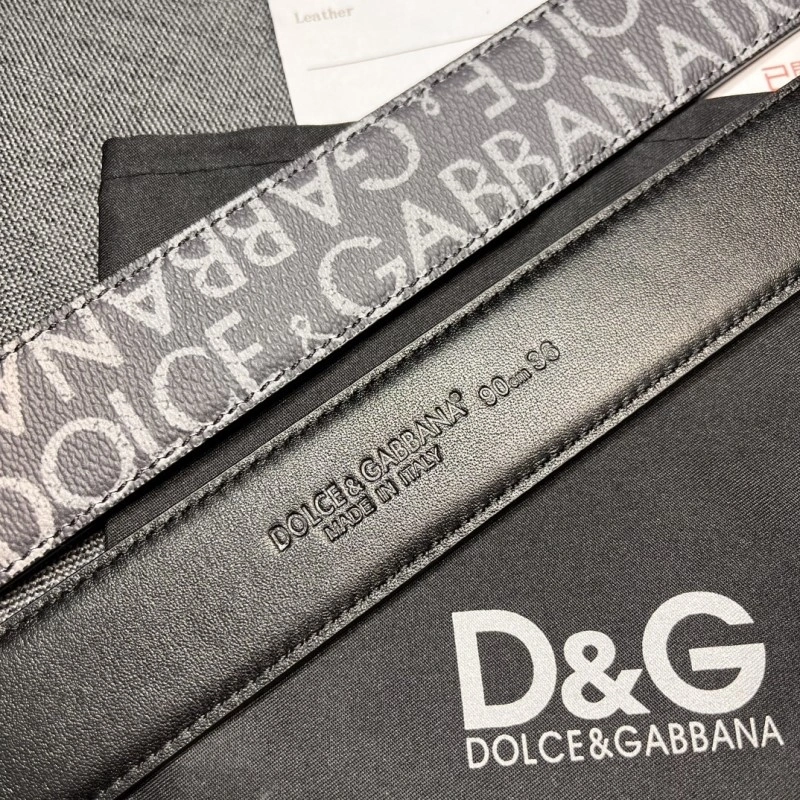 Leather
DOLCE & GABBANA DOLCE & GABBANA
DOLCE & GABBANA
DOLCE & GABBANA
MADE IN ITALY
90cm 36
D&G
DOLCE&GABBANA